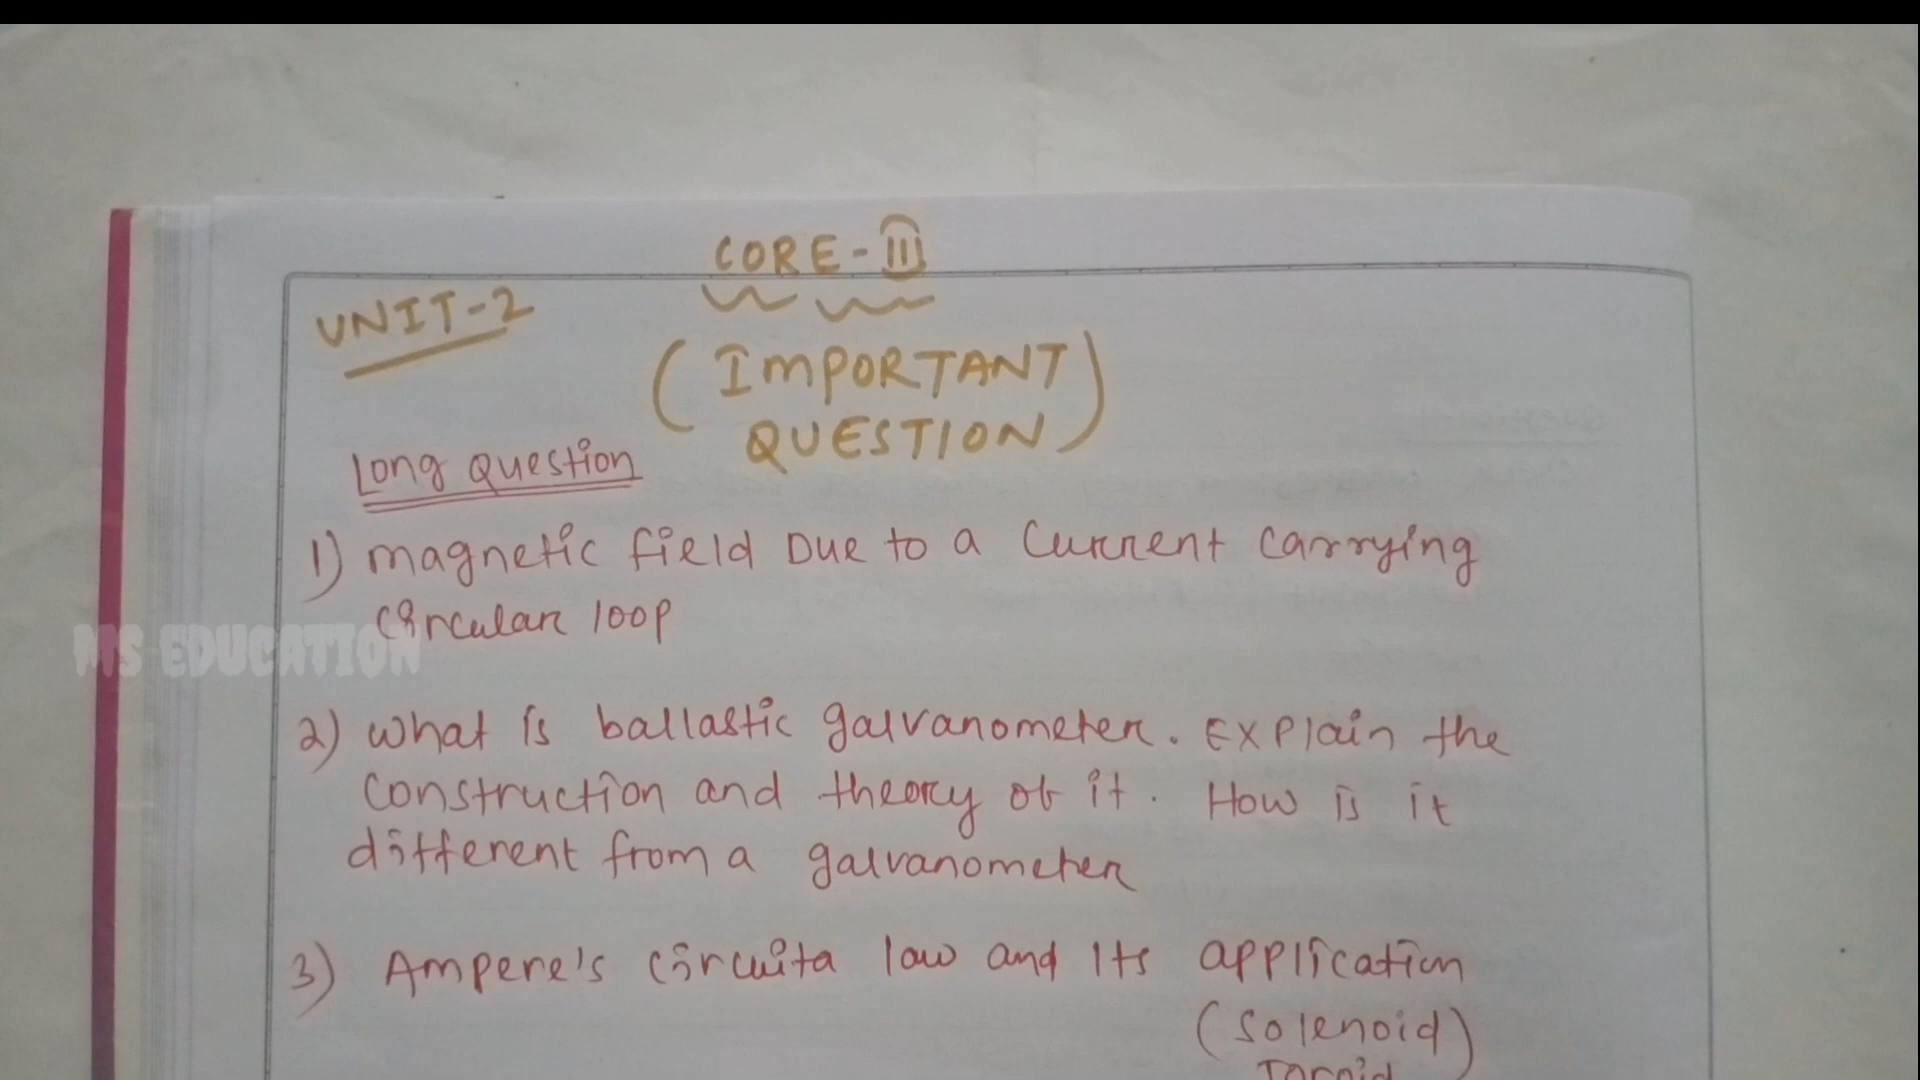 CORE-III
UNIT-2
(IMPORTANT
QUESTION)
Long Question
1) magnetic field Due to a Current carrying
circular loop
MS EDUCATION
2) what is ballastic galvanometer. Explain the
construction and theory of it. How is it
different from a galvanometer
3) Ampere's circuita law and Its application
(Solenoid)
Toroid